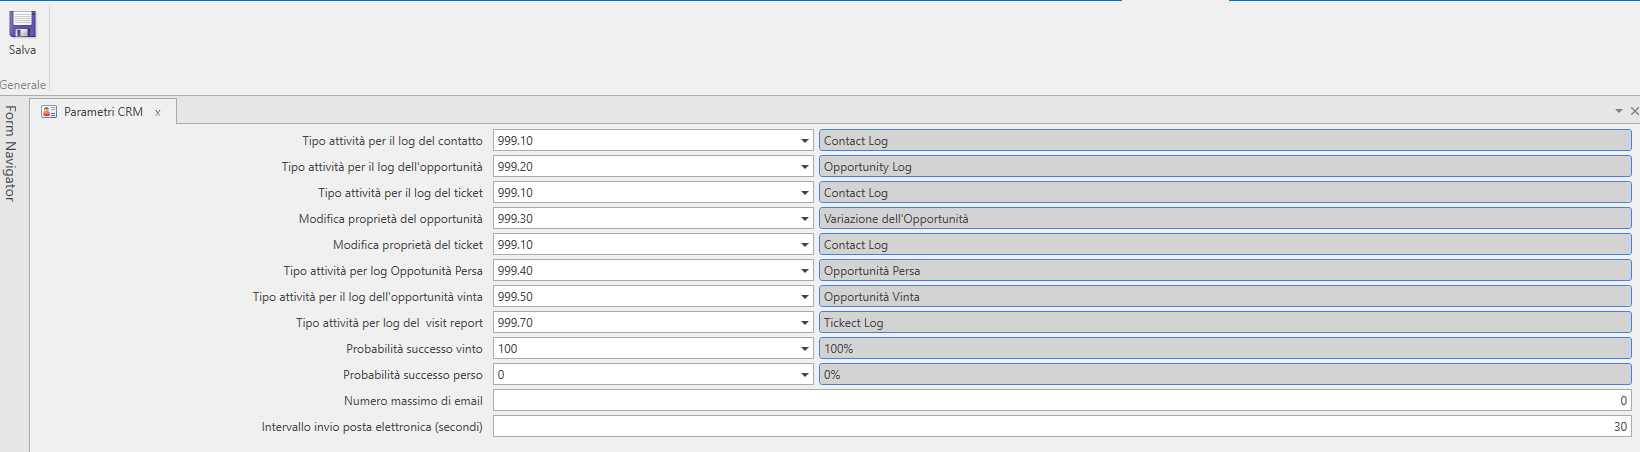 Salva
Generale
Form Navigator
Parametri CRM x
Tipo attività per il log del contatto 999.10 Contact Log
Tipo attività per il log dell'opportunità 999.20 Opportunity Log
Tipo attività per il log del ticket 999.10 Contact Log
Modifica proprietà del opportunità 999.30 Variazione dell'Opportunità
Modifica proprietà del ticket 999.10 Contact Log
Tipo attività per log Oppotunità Persa 999.40 Opportunità Persa
Tipo attività per il log dell'opportunità vinta 999.50 Opportunità Vinta
Tipo attività per log del visit report 999.70 Tickect Log
Probabilità successo vinto 100 100%
Probabilità successo perso 0 0%
Numero massimo di email 0
Intervallo invio posta elettronica (secondi) 30